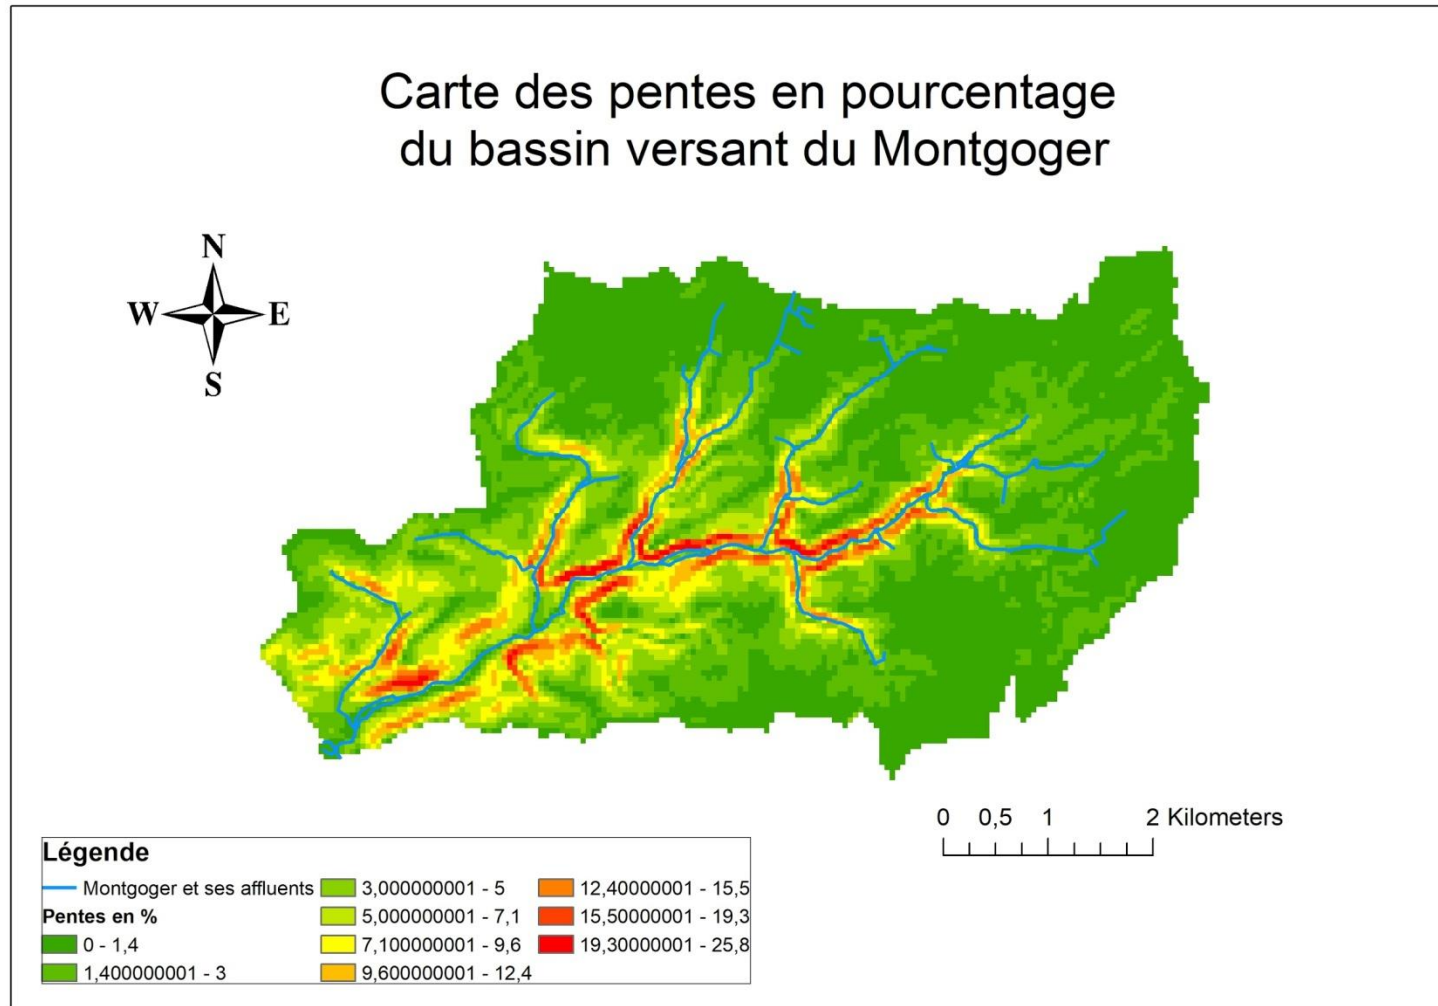 Carte des pentes en pourcentage
du bassin versant du Montgoger
N
W E
S
0 0,5 1 2 Kilometers
Légende
Montgoger et ses affluents
Pentes en %
0 - 1,4
1,400000001 - 3
3,000000001 - 5
5,000000001 - 7,1
7,100000001 - 9,6
9,600000001 - 12,4
12,40000001 - 15,5
15,50000001 - 19,3
19,30000001 - 25,8